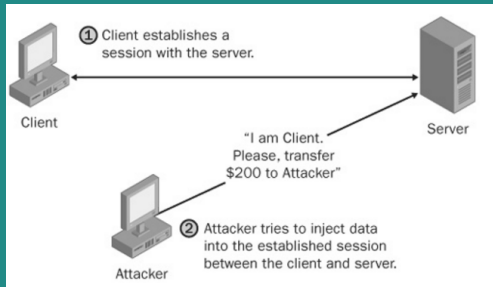 1 Client establishes a
session with the server.
Client
Server
"I am Client.
Please, transfer
$200 to Attacker"
2 Attacker tries to inject data
into the established session
between the client and server.
Attacker